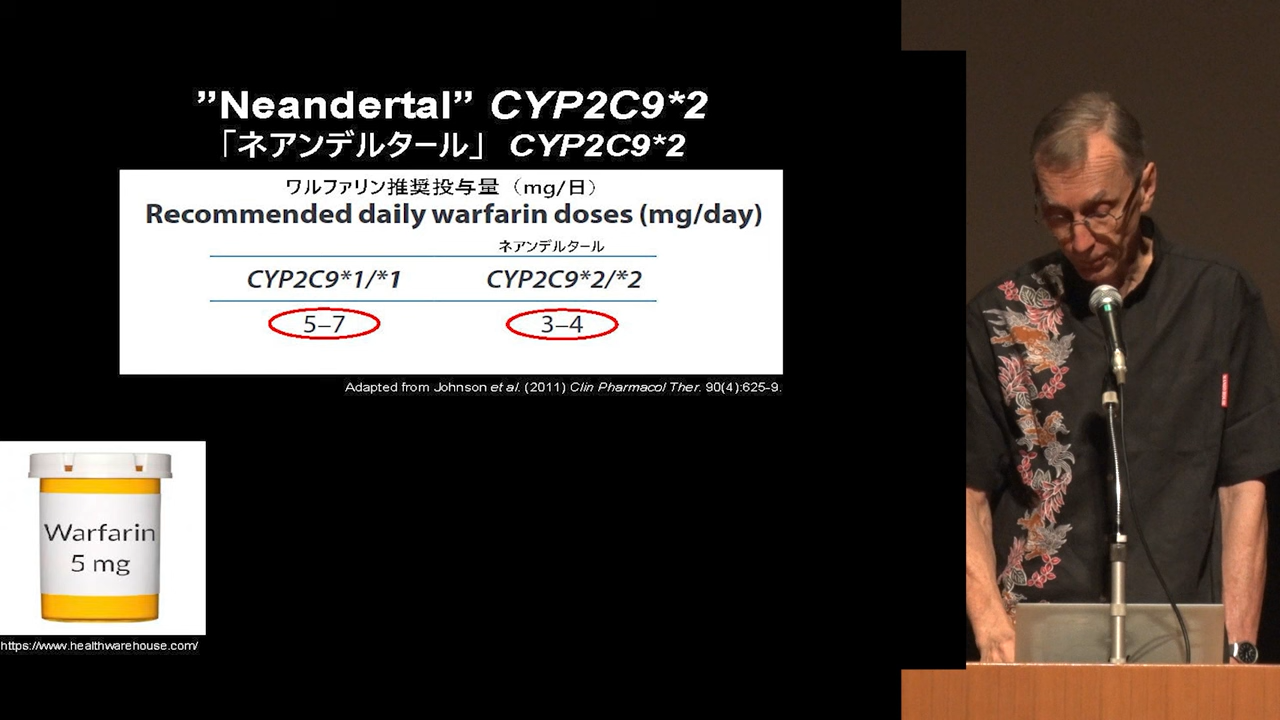 ”Neandertal” CYP2C9*2
「ネアンデルタール」 CYP2C9*2
ワルファリン推奨投与量（mg/日）
Recommended daily warfarin doses (mg/day)
ネアンデルタール
CYP2C9*1/*1 CYP2C9*2/*2
5–7 3–4
Adapted from Johnson et al. (2011) Clin Pharmacol Ther. 90(4):625-9.
Warfarin
5 mg
https://www.healthwarehouse.com/